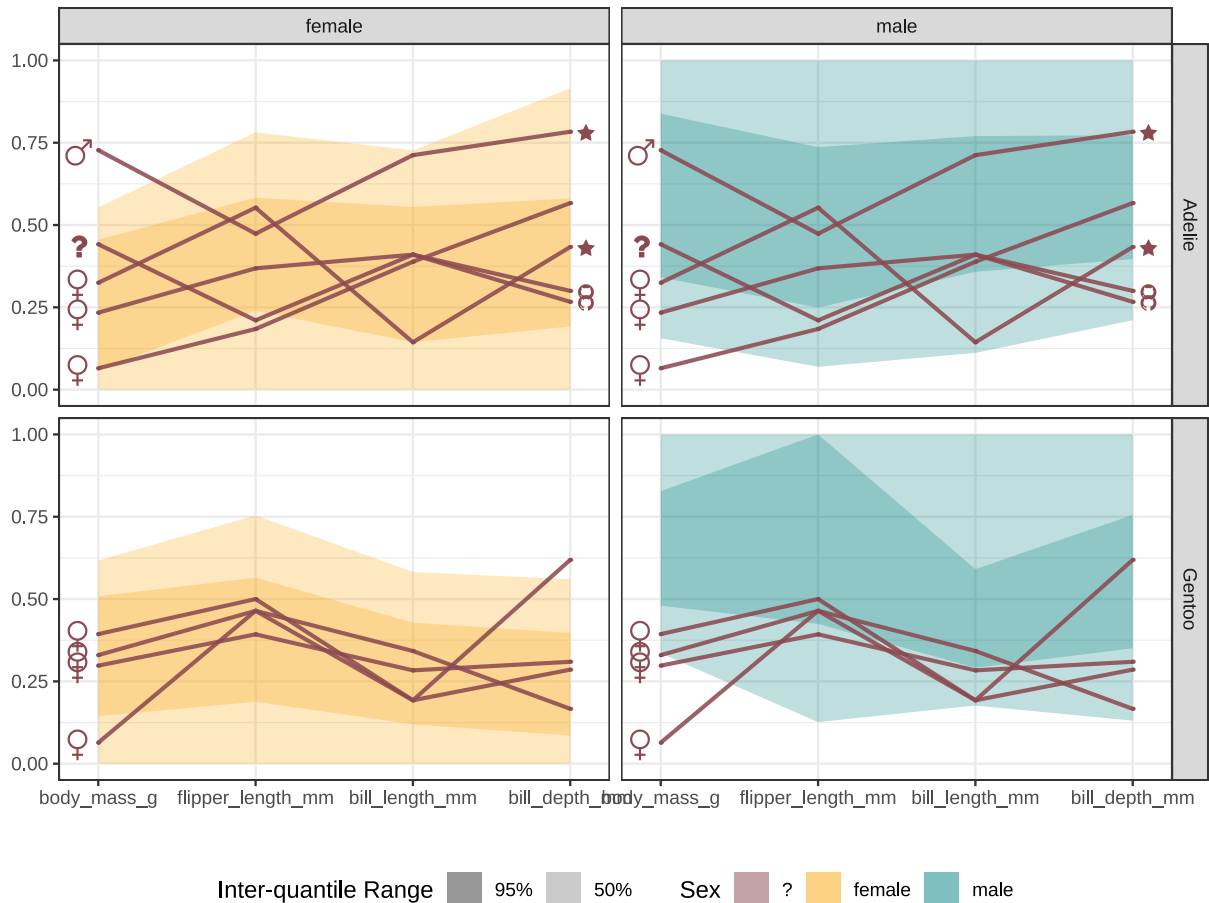 female male
1.00
0.75
?
?
0.50
0.25
0.00
Adelie
1.00
0.75
0.50
0.25
0.00
Gentoo
body_mass_g flipper_length_mm bill_length_mm bill_depth_mm body_mass_g flipper_length_mm bill_length_mm bill_depth_mm
Inter-quantile Range 95% 50% Sex ? female male